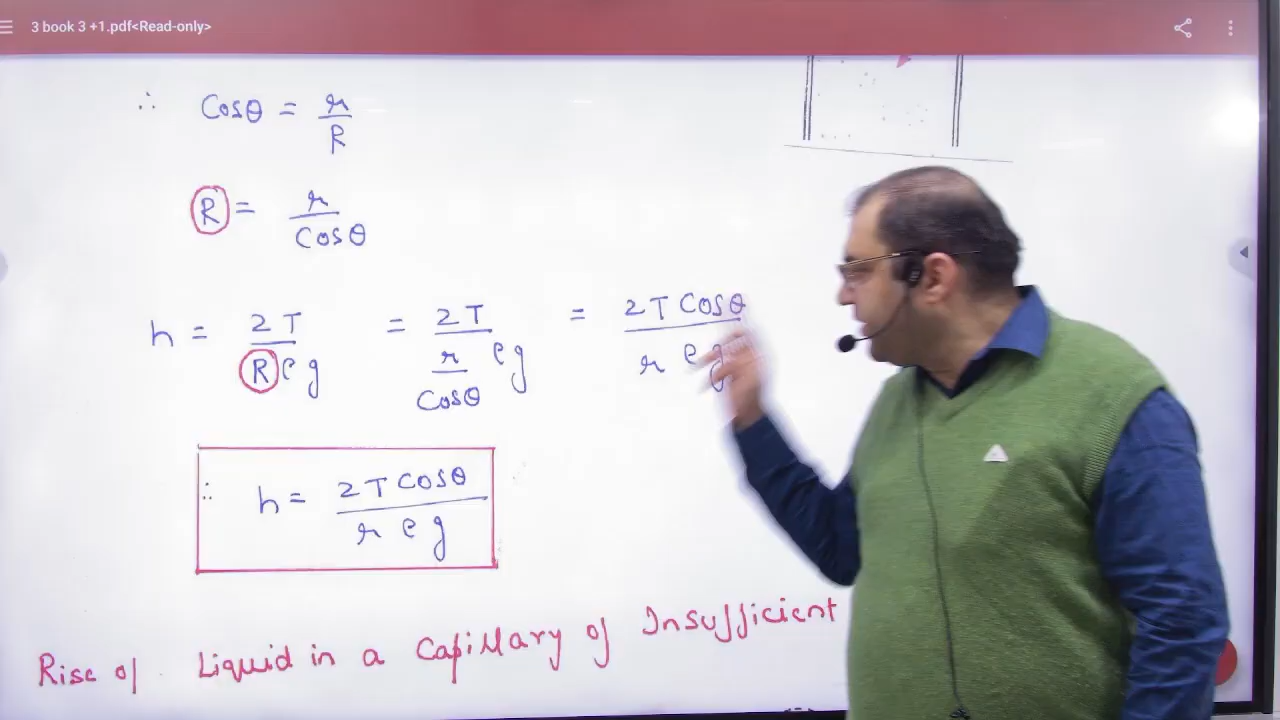 3 book 3 +1.pdf<Read-only>
∴ Cosθ = r/R
R = r/Cosθ
h = 2T/(Rρg) = 2T/((r/Cosθ)ρg) = 2T Cosθ/(rρg)
∴ h = 2T Cosθ/(rρg)
Rise of Liquid in a Capillary of Insufficient